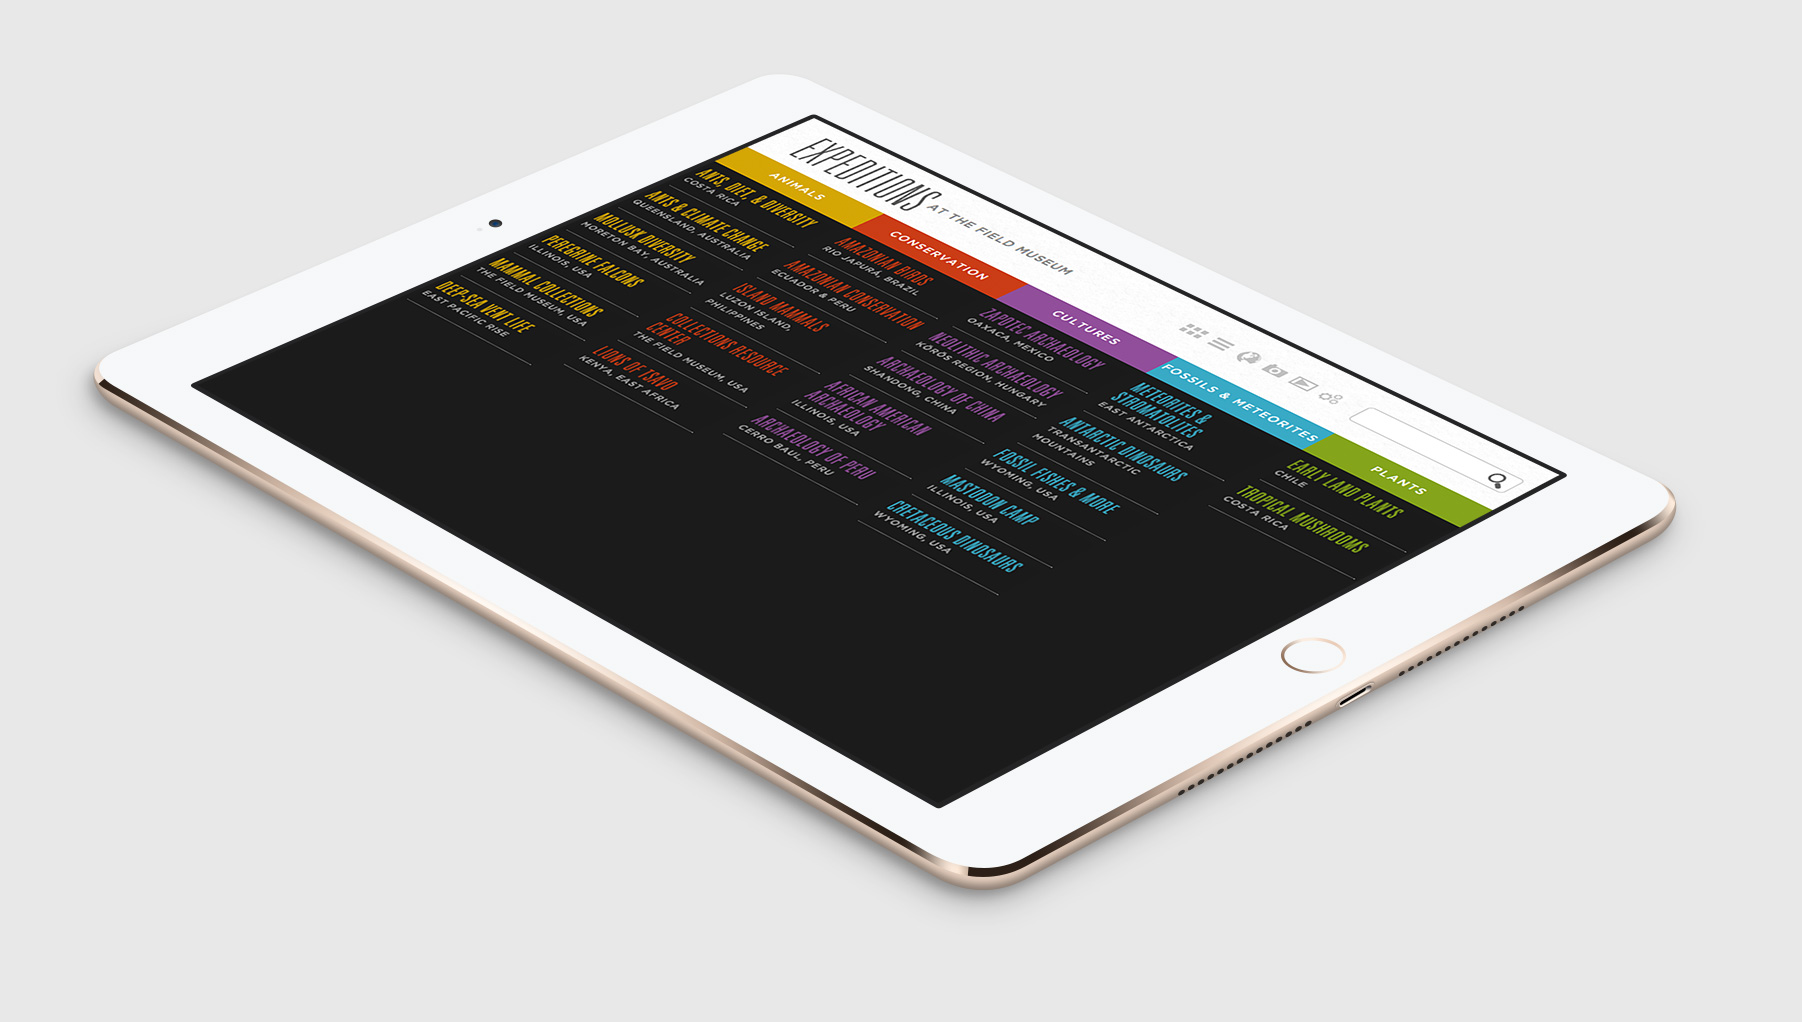 EXPEDITIONS AT THE FIELD MUSEUM
ANIMALS
ANTS, DIET, & DIVERSITY
COSTA RICA
ANTS & CLIMATE CHANGE
QUEENSLAND, AUSTRALIA
MOLLUSK DIVERSITY
MORETON BAY, AUSTRALIA
PEREGRINE FALCONS
ILLINOIS, USA
MAMMAL COLLECTIONS
THE FIELD MUSEUM, USA
DEEP-SEA VENT LIFE
EAST PACIFIC RISE
CONSERVATION
AMAZONIAN BIRDS
RIO JAPURA, BRAZIL
AMAZONIAN CONSERVATION
ECUADOR & PERU
ISLAND MAMMALS
LUZON ISLAND,
PHILIPPINES
COLLECTIONS RESOURCE
CENTER
THE FIELD MUSEUM, USA
LIONS OF TSAVO
KENYA, EAST AFRICA
CULTURES
ZAPOTEC ARCHAEOLOGY
OAXACA, MEXICO
NEOLITHIC ARCHAEOLOGY
KÖRÖS REGION, HUNGARY
ARCHAEOLOGY OF CHINA
SHANDONG, CHINA
AFRICAN AMERICAN
ARCHAEOLOGY
ILLINOIS, USA
ARCHAEOLOGY OF PERU
CERRO BAUL, PERU
FOSSILS & METEORITES
METEORITES &
STROMATOLITES
EAST ANTARCTICA
ANTARCTIC DINOSAURS
TRANSANTARCTIC
MOUNTAINS
FOSSIL FISHES & MORE
WYOMING, USA
MASTODON CAMP
ILLINOIS, USA
CRETACEOUS DINOSAURS
WYOMING, USA
PLANTS
EARLY LAND PLANTS
CHILE
TROPICAL MUSHROOMS
COSTA RICA